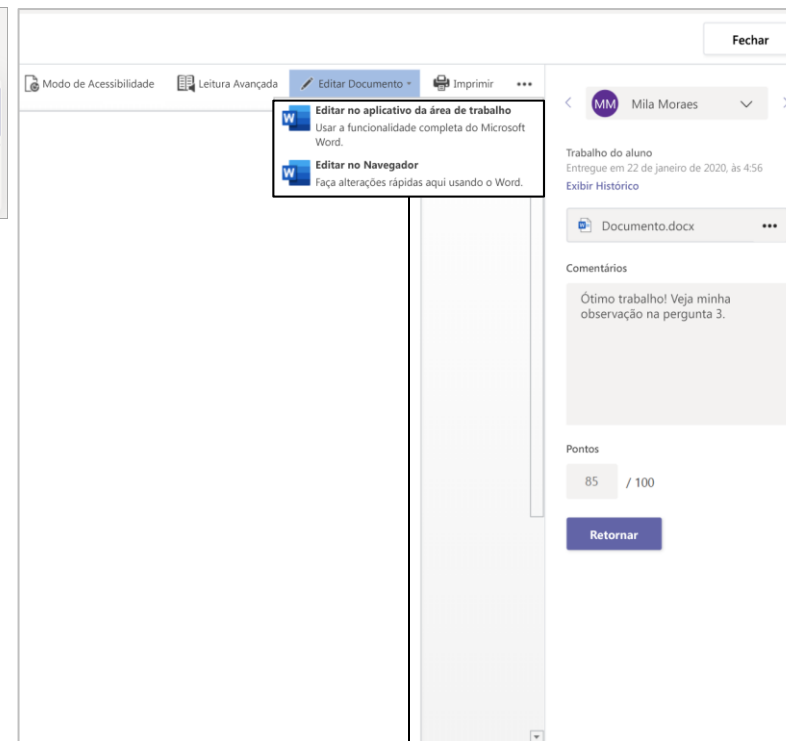 Fechar
Modo de Acessibilidade
Leitura Avançada
Editar Documento
Imprimir
Editar no aplicativo da área de trabalho
Usar a funcionalidade completa do Microsoft
Word.
Editar no Navegador
Faça alterações rápidas aqui usando o Word.
MM
Mila Moraes
Trabalho do aluno
Entregue em 22 de janeiro de 2020, às 4:56
Exibir Histórico
Documento.docx
Comentários
Ótimo trabalho! Veja minha
observação na pergunta 3.
Pontos
85 / 100
Retornar